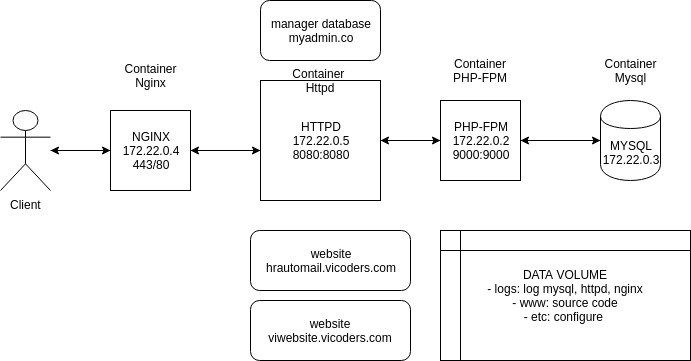 manager database
myadmin.co
Container
Nginx
Container
Httpd
Container
PHP-FPM
Container
Mysql
NGINX
172.22.0.4
443/80
HTTPD
172.22.0.5
8080:8080
PHP-FPM
172.22.0.2
9000:9000
MYSQL
172.22.0.3
Client
website
hrautomail.vicoders.com
website
viwebsite.vicoders.com
DATA VOLUME
- logs: log mysql, httpd, nginx
- www: source code
- etc: configure